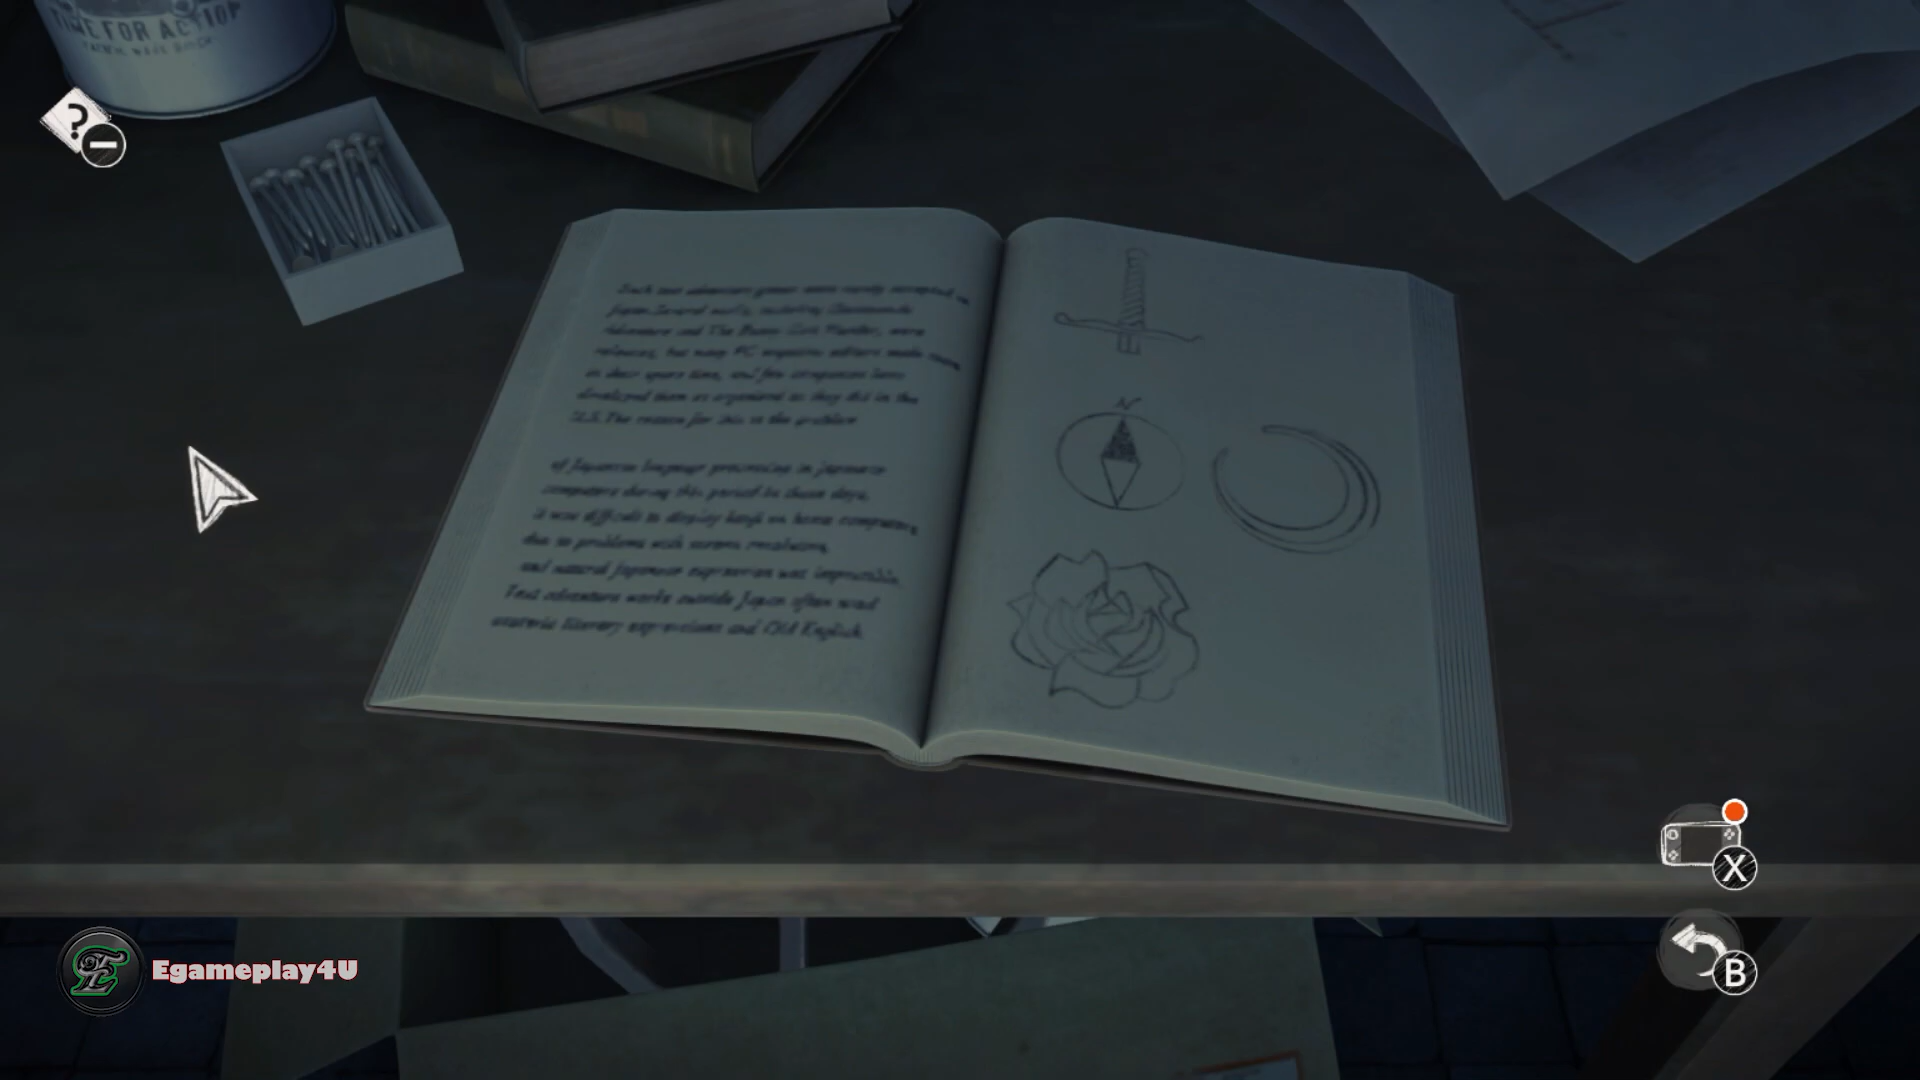 TIME FOR ACTION
?
Such text adventure games were rarely accepted in
Japan. Several works, including
Adventure and The Burns
releases, but many PC magazine editors made them
in their spare time, and few companies have
developed them as organized as they did in the
U.S. The reason for this is the problem
of Japanese language processing in Japanese
computers during this period. In those days,
it was difficult to display kanji on home computers
due to problems with screen resolution,
and natural Japanese expression was impossible.
Text adventure works outside Japan often used
esoteric literary expressions and Old English
N
X
B
Egameplay4U